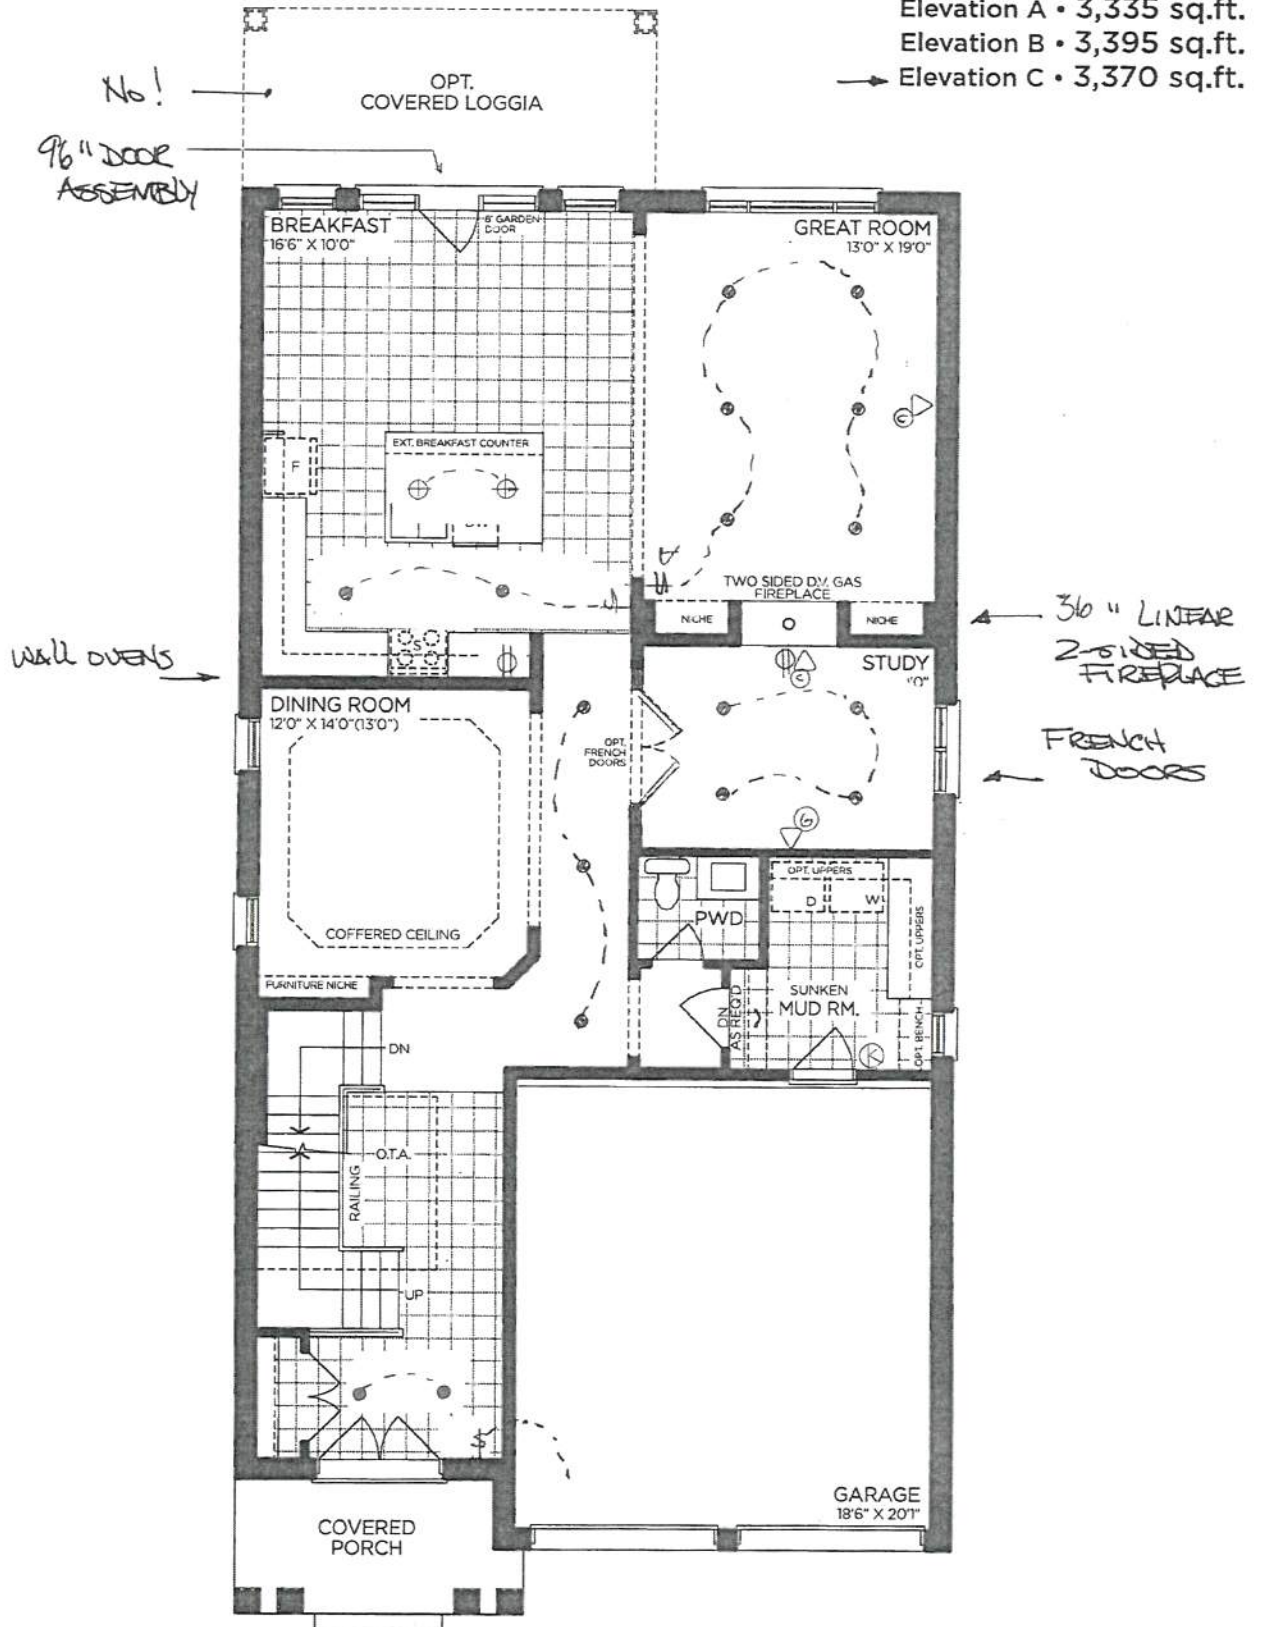 Elevation A • 3,335 sq.ft.
Elevation B • 3,395 sq.ft.
Elevation C • 3,370 sq.ft.
No!
OPT.
COVERED LOGGIA
96" DOOR
ASSEMBLY
BREAKFAST
16'6" X 10'0"
8' GARDEN
DOOR
GREAT ROOM
13'0" X 19'0"
C
EXT. BREAKFAST COUNTER
F
TWO SIDED D.V. GAS
FIREPLACE
NICHE
NICHE
36" LINEAR
2-SIDED
FIREPLACE
S
WALL OVENS
STUDY
C
DINING ROOM
12'0" X 14'0"(13'0")
OPT.
FRENCH
DOORS
FRENCH
DOORS
G
OPT. UPPERS
D
W
PWD
OPT. UPPERS
COFFERED CEILING
FURNITURE NICHE
SUNKEN
MUD RM.
DN
AS REQ'D
OPT. BENCH
K
DN
O.T.A.
RAILING
UP
GARAGE
18'6" X 20'1"
COVERED
PORCH